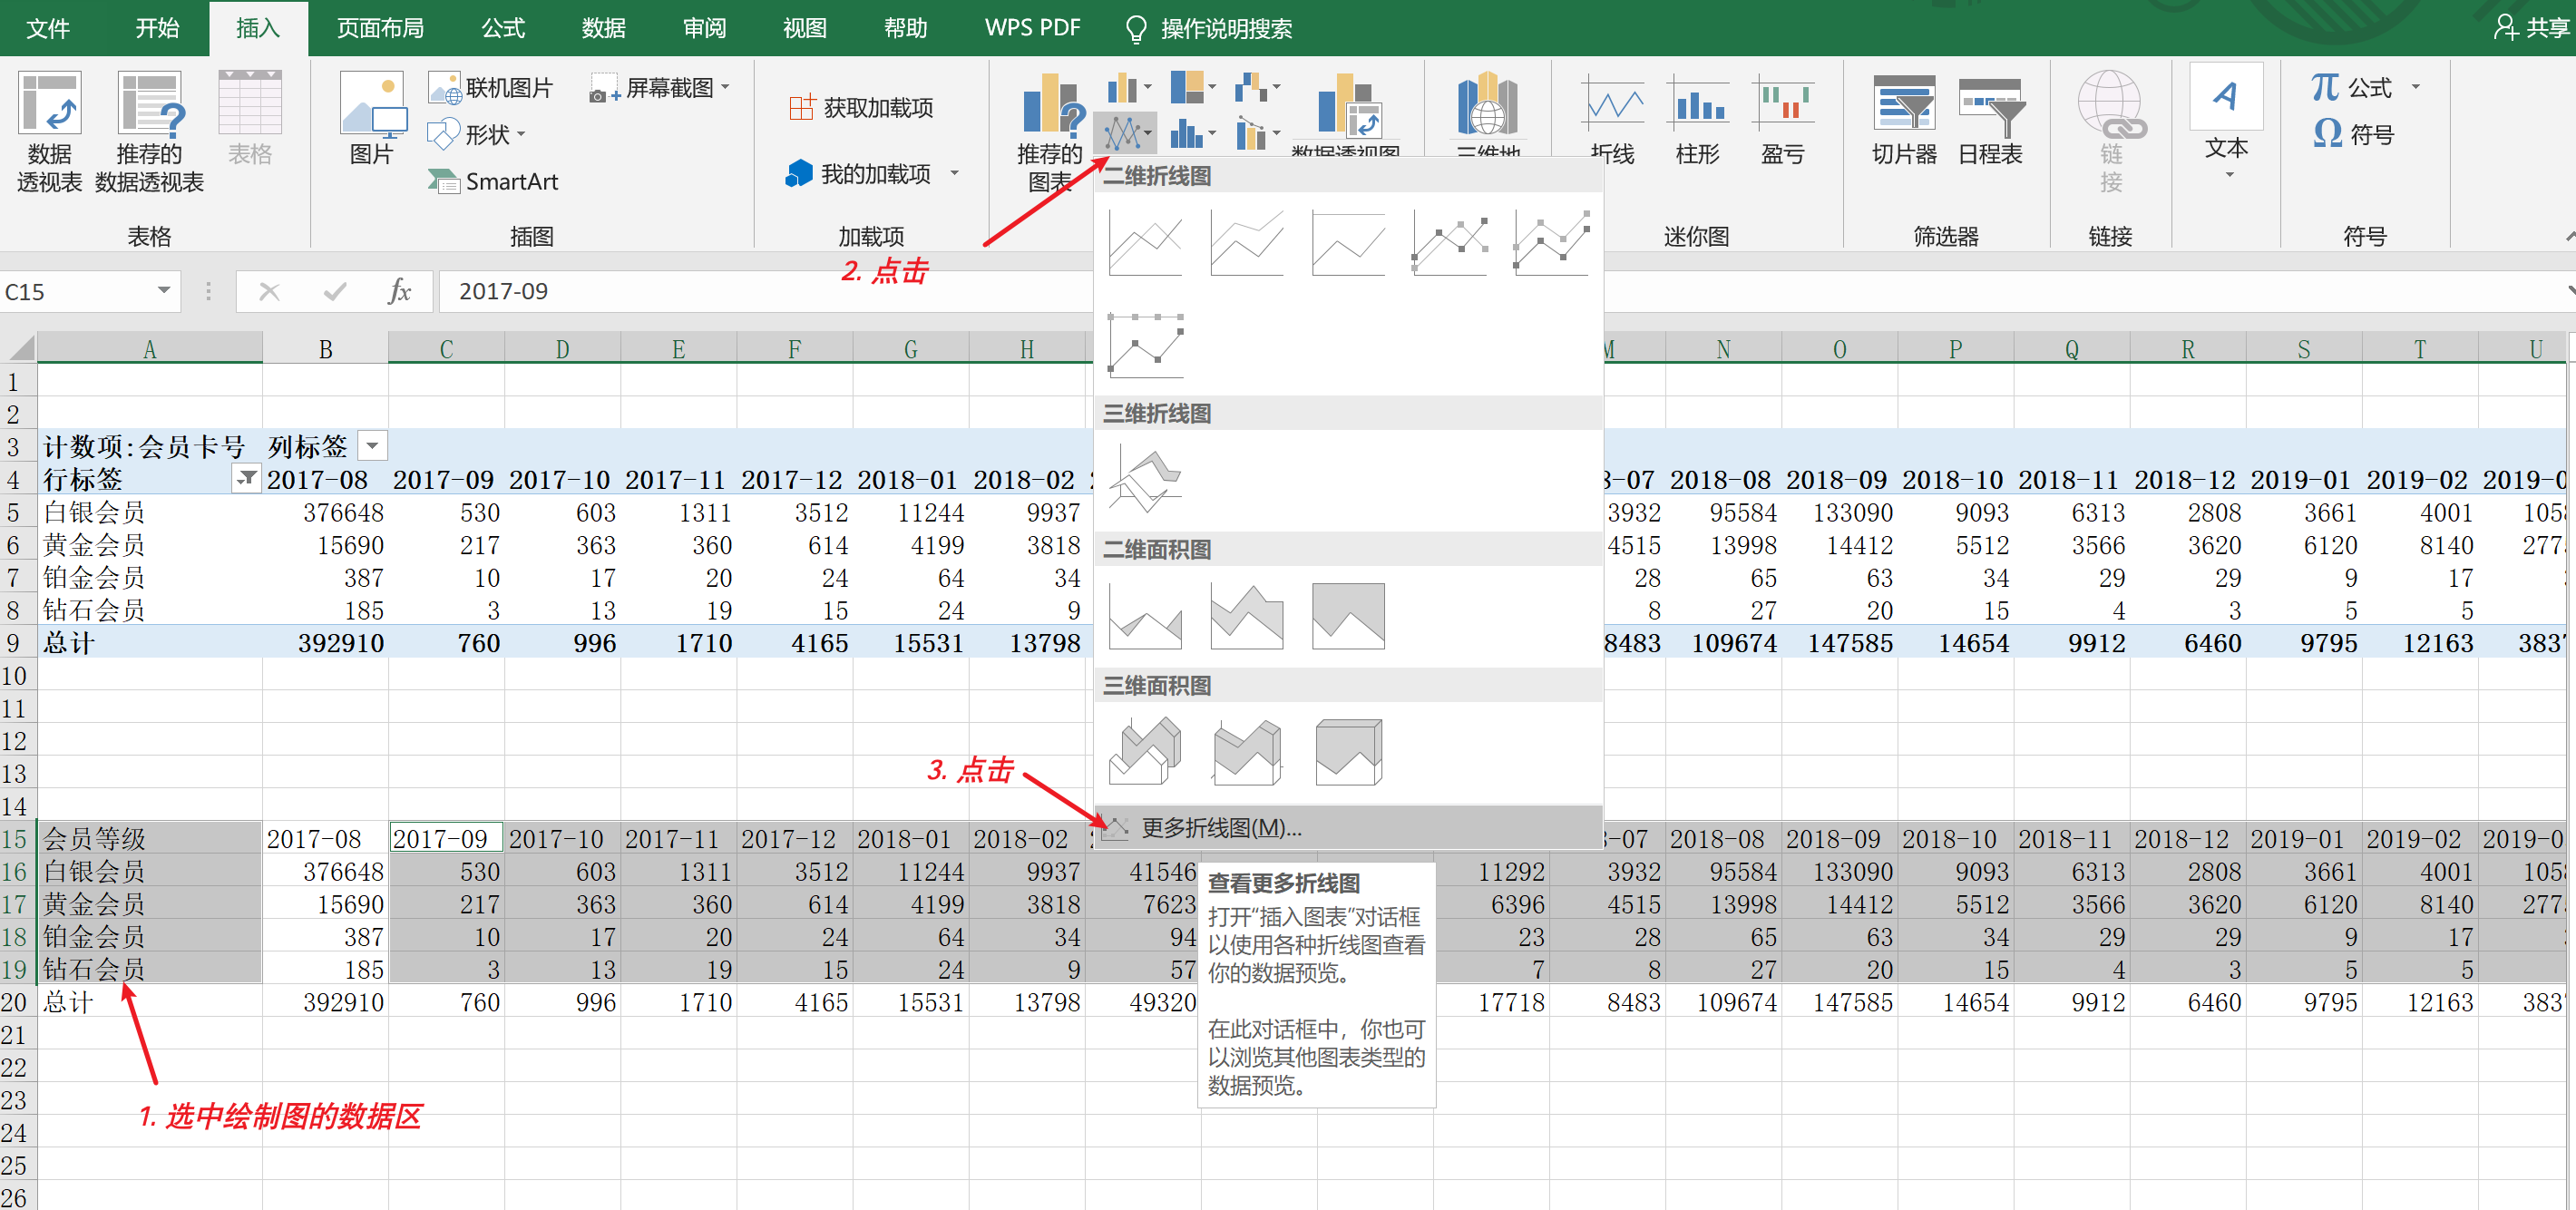 文件 开始 插入 页面布局 公式 数据 审阅 视图 帮助 WPS PDF 操作说明搜索 共享
数据
透视表
推荐的
数据透视表
表格
表格
图片
联机图片
形状
SmartArt
屏幕截图
插图
获取加载项
我的加载项
加载项
推荐的
图表
数据透视图
三维地
折线 柱形 盈亏
迷你图
切片器 日程表
筛选器
链
接
链接
A
文本
π 公式
Ω 符号
符号
2. 点击
C15 fx 2017-09
二维折线图
三维折线图
二维面积图
三维面积图
3. 点击
更多折线图(M)...
查看更多折线图
打开“插入图表”对话框
以使用各种折线图查看
你的数据预览。
在此对话框中，你也可
以浏览其他图表类型的
数据预览。
A B C D E F G H M N O P Q R S T U
1
2
3 计数项:会员卡号 列标签
4 行标签 2017-08 2017-09 2017-10 2017-11 2017-12 2018-01 2018-02 -07 2018-08 2018-09 2018-10 2018-11 2018-12 2019-01 2019-02 2019-0
5 白银会员 376648 530 603 1311 3512 11244 9937 3932 95584 133090 9093 6313 2808 3661 4001 105
6 黄金会员 15690 217 363 360 614 4199 3818 4515 13998 14412 5512 3566 3620 6120 8140 277
7 铂金会员 387 10 17 20 24 64 34 28 65 63 34 29 29 9 17
8 钻石会员 185 3 13 19 15 24 9 8 27 20 15 4 3 5 5
9 总计 392910 760 996 1710 4165 15531 13798 8483 109674 147585 14654 9912 6460 9795 12163 383
10
11
12
13
14
15 会员等级 2017-08 2017-09 2017-10 2017-11 2017-12 2018-01 2018-02 -07 2018-08 2018-09 2018-10 2018-11 2018-12 2019-01 2019-02 2019-0
16 白银会员 376648 530 603 1311 3512 11244 9937 41546 11292 3932 95584 133090 9093 6313 2808 3661 4001 105
17 黄金会员 15690 217 363 360 614 4199 3818 7623 6396 4515 13998 14412 5512 3566 3620 6120 8140 277
18 铂金会员 387 10 17 20 24 64 34 94 23 28 65 63 34 29 29 9 17
19 钻石会员 185 3 13 19 15 24 9 57 7 8 27 20 15 4 3 5 5
20 总计 392910 760 996 1710 4165 15531 13798 49320 17718 8483 109674 147585 14654 9912 6460 9795 12163 383
21
22
23
24
25
26
1. 选中绘制图的数据区